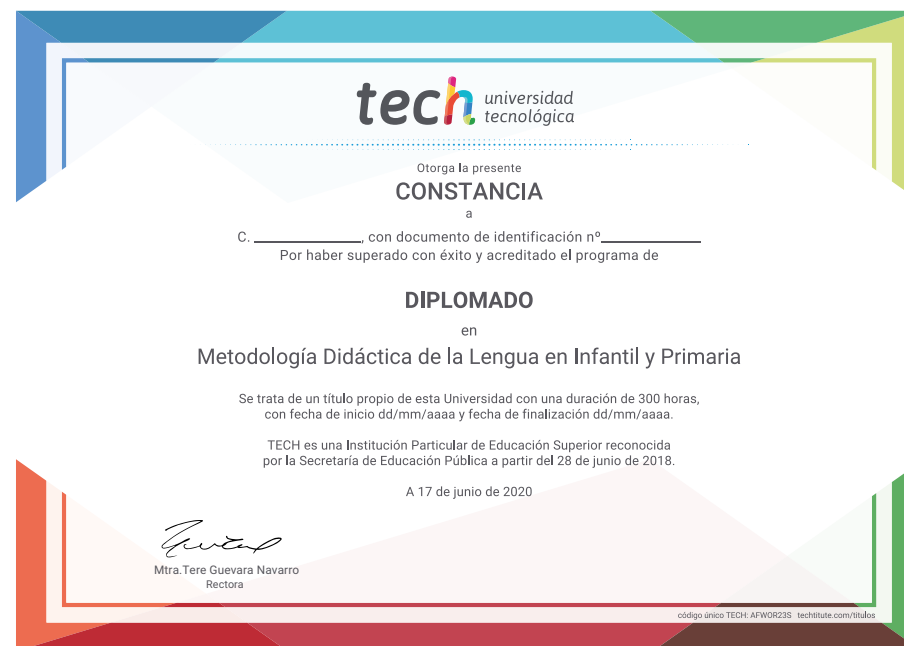 tech universidad
tecnológica
Otorga la presente
CONSTANCIA
a
C. ____________, con documento de identificación nº____________
Por haber superado con éxito y acreditado el programa de
DIPLOMADO
en
Metodología Didáctica de la Lengua en Infantil y Primaria
Se trata de un título propio de esta Universidad con una duración de 300 horas,
con fecha de inicio dd/mm/aaaa y fecha de finalización dd/mm/aaaa.
TECH es una Institución Particular de Educación Superior reconocida
por la Secretaría de Educación Pública a partir del 28 de junio de 2018.
A 17 de junio de 2020
Mtra.Tere Guevara Navarro
Rectora
código único TECH: AFWOR23S techtitute.com/titulos